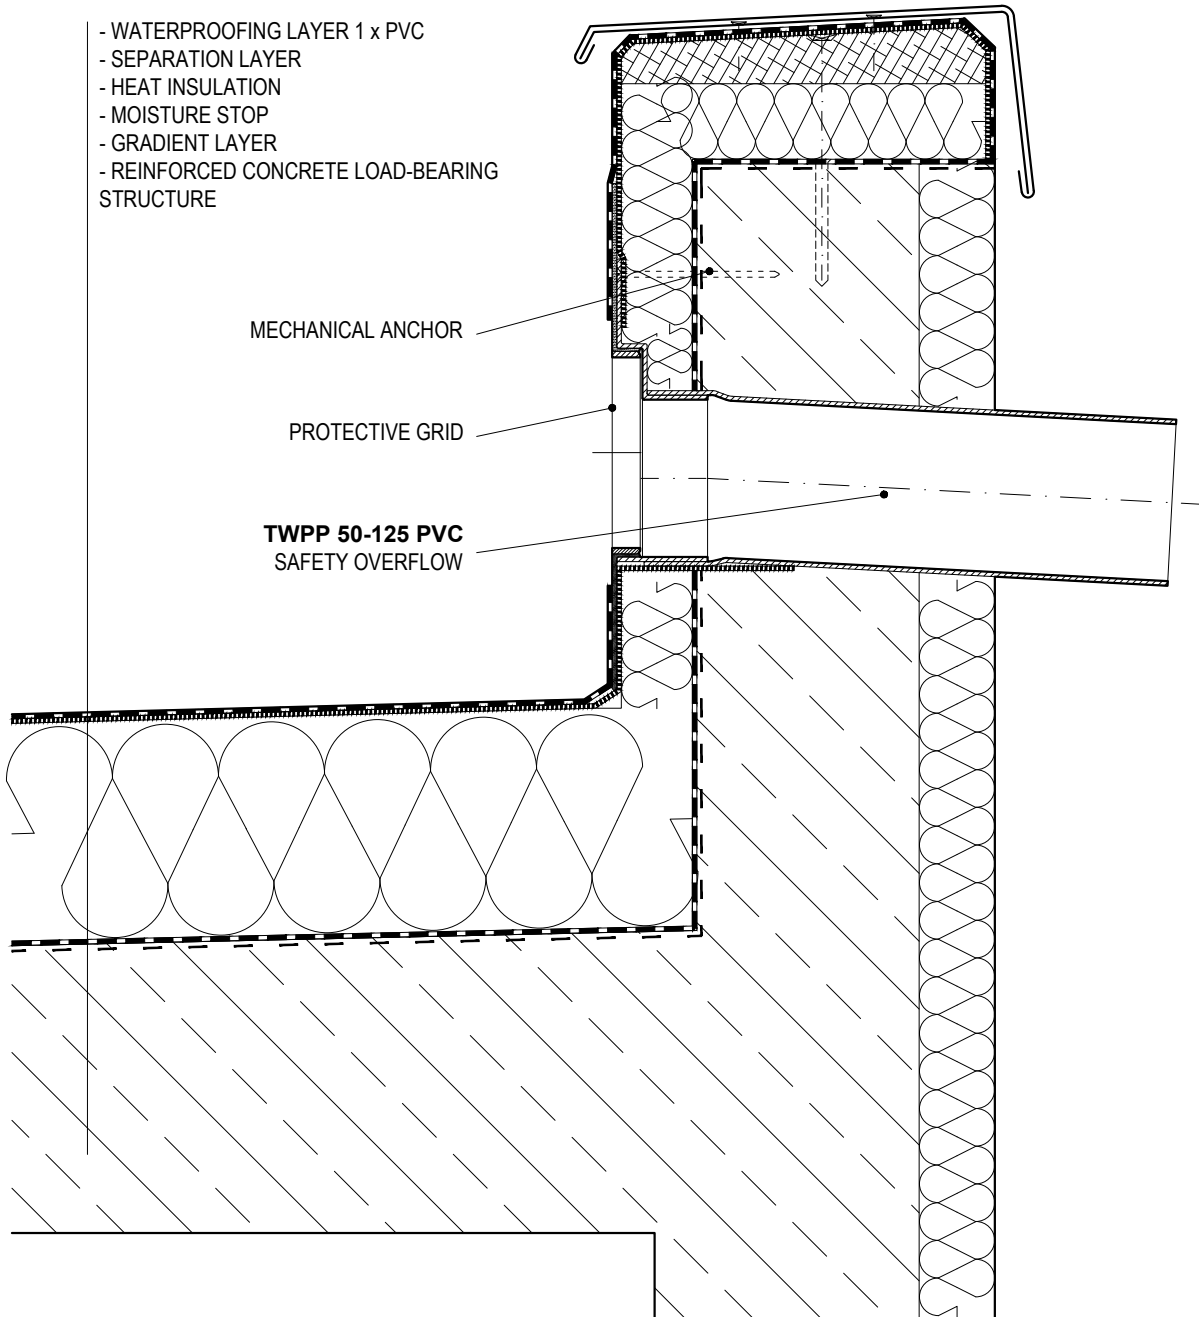 - WATERPROOFING LAYER 1 x PVC
- SEPARATION LAYER
- HEAT INSULATION
- MOISTURE STOP
- GRADIENT LAYER
- REINFORCED CONCRETE LOAD-BEARING
STRUCTURE
MECHANICAL ANCHOR
PROTECTIVE GRID
TWPP 50-125 PVC
SAFETY OVERFLOW